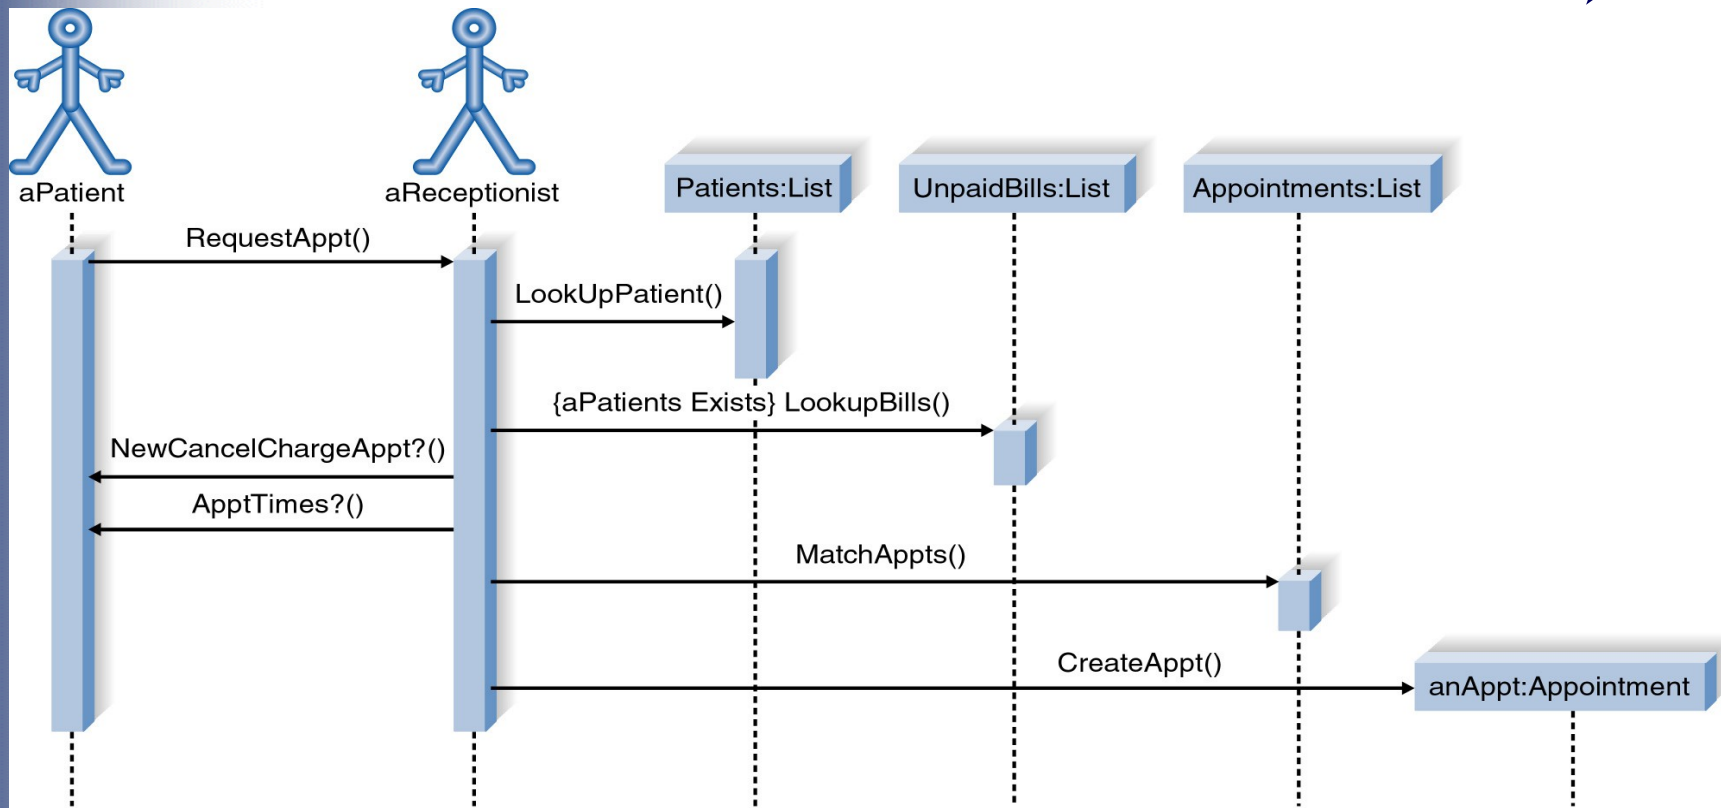 aPatient
aReceptionist
Patients:List
UnpaidBills:List
Appointments:List
RequestAppt()
LookUpPatient()
{aPatients Exists} LookupBills()
NewCancelChargeAppt?()
ApptTimes?()
MatchAppts()
CreateAppt()
anAppt:Appointment